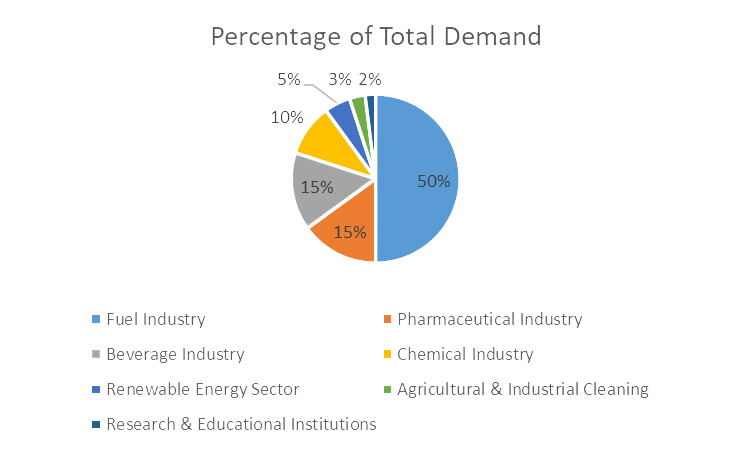 Percentage of Total Demand
5% 3% 2%
10%
50%
15%
15%
Fuel Industry
Pharmaceutical Industry
Beverage Industry
Chemical Industry
Renewable Energy Sector
Agricultural & Industrial Cleaning
Research & Educational Institutions